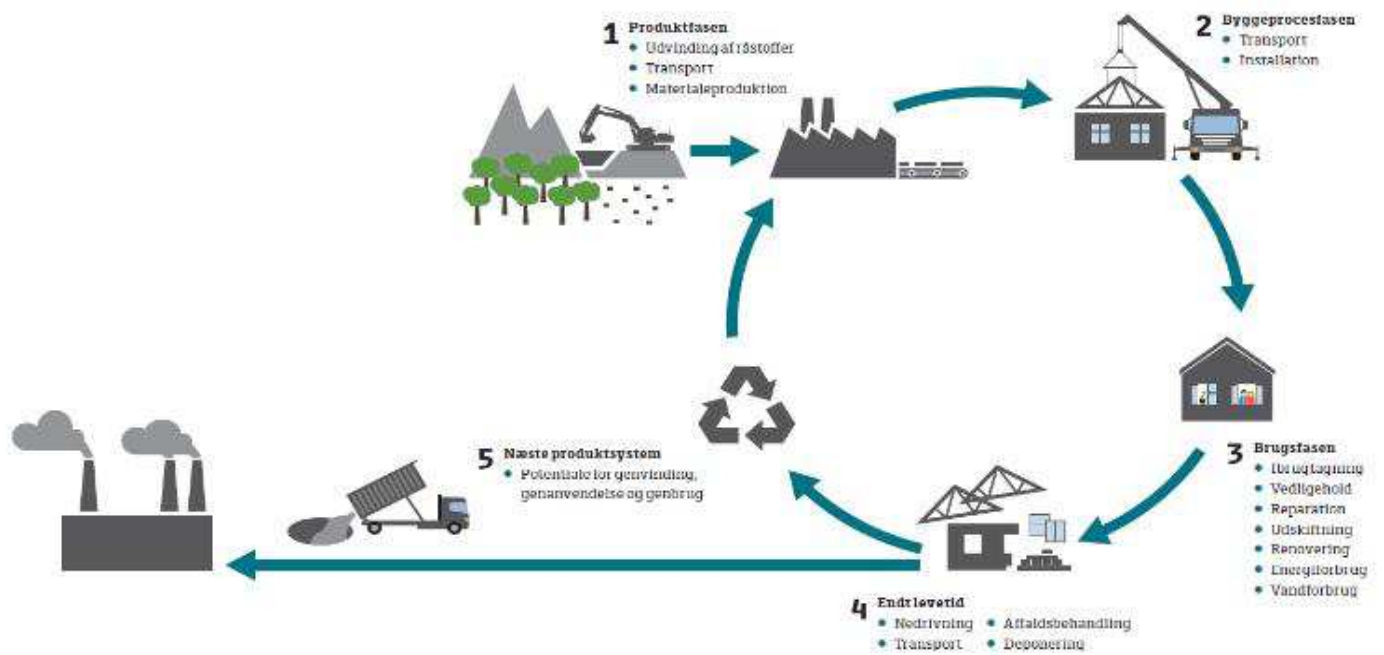 1 Produktfasen
• Udvinding af råstoffer
• Transport
• Materialeproduktion
2 Byggeprocesfasen
• Transport
• Installation
3 Brugsfasen
• Ibrugtagning
• Vedligehold
• Reparation
• Udskiftning
• Renovering
• Energiforbrug
• Vandforbrug
4 Endt levetid
• Nedrivning • Affaldsbehandling
• Transport • Deponering
5 Næste produktsystem
• Potentiale for genvinding,
genanvendelse og genbrug